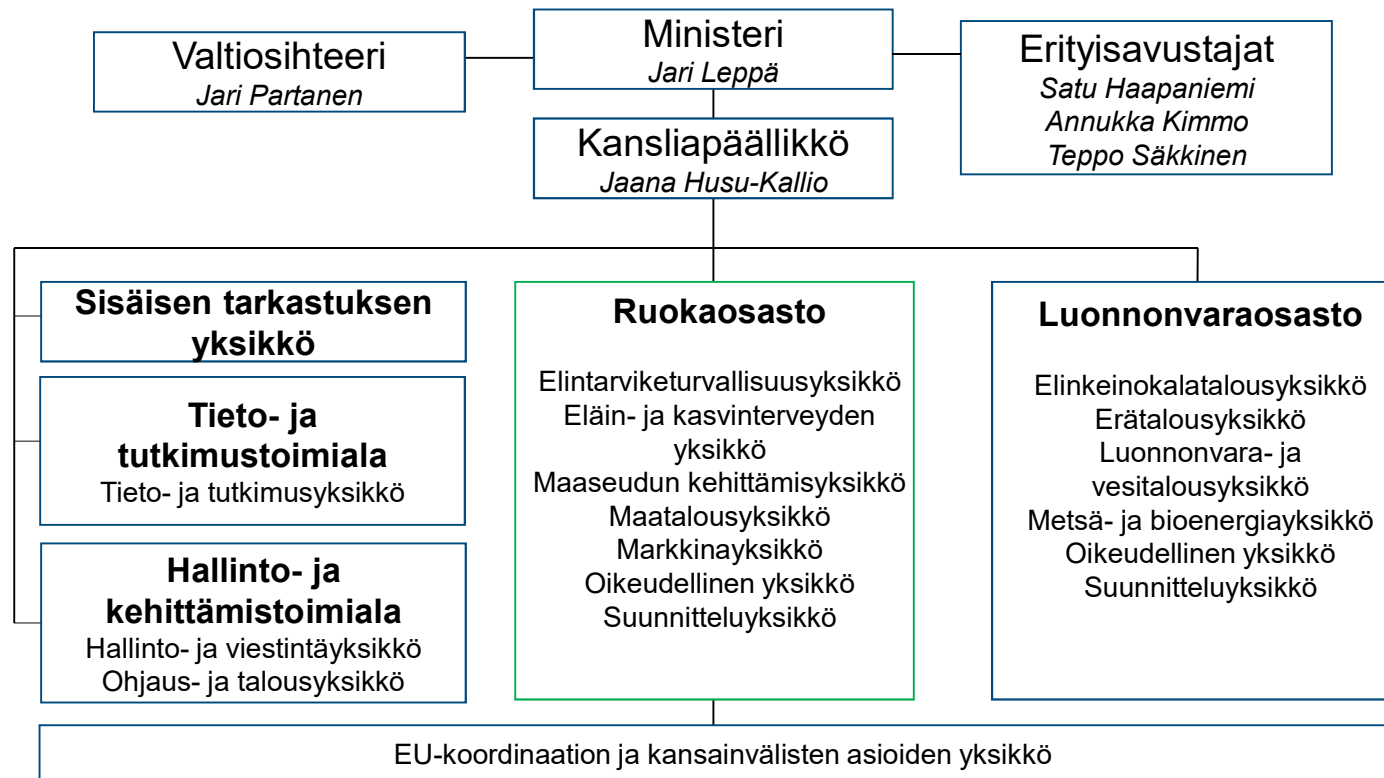 Valtiosihteeri
Jari Partanen
Ministeri
Jari Leppä
Erityisavustajat
Satu Haapaniemi
Annukka Kimmo
Teppo Säkkinen
Kansliapäällikkö
Jaana Husu-Kallio
Sisäisen tarkastuksen
yksikkö
Tieto- ja
tutkimustoimiala
Tieto- ja tutkimusyksikkö
Hallinto- ja
kehittämistoimiala
Hallinto- ja viestintäyksikkö
Ohjaus- ja talousyksikkö
Ruokaosasto
Elintarviketurvallisuusyksikkö
Eläin- ja kasvinterveyden
yksikkö
Maaseudun kehittämisyksikkö
Maatalousyksikkö
Markkinayksikkö
Oikeudellinen yksikkö
Suunnitteluyksikkö
Luonnonvaraosasto
Elinkeinokalatalousyksikkö
Erätalousyksikkö
Luonnonvara- ja
vesitalousyksikkö
Metsä- ja bioenergiayksikkö
Oikeudellinen yksikkö
Suunnitteluyksikkö
EU-koordinaation ja kansainvälisten asioiden yksikkö